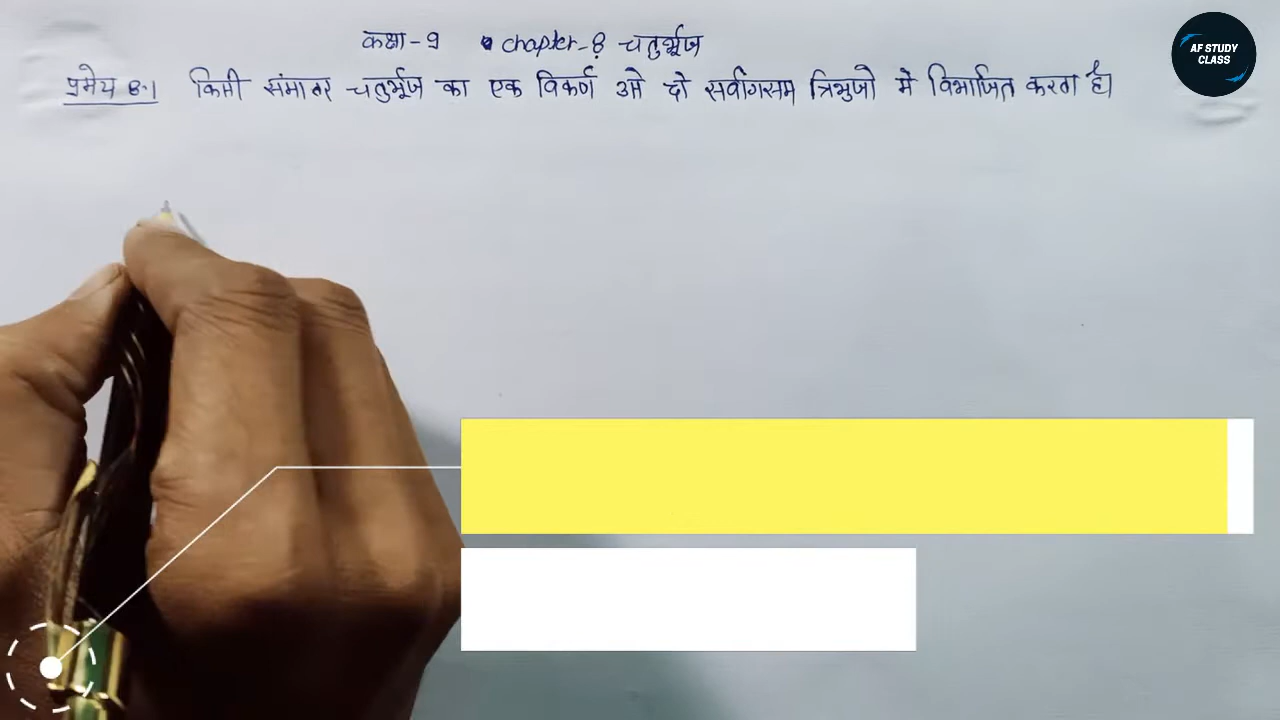 कक्षा-9 chapter-8 चतुर्भूज
प्रमेय 8.1 किसी संमातर चतुर्भूज का एक विकर्ण उसे दो सर्वांगसम त्रिभुजो में विभाजित करता है।
AF STUDY
CLASS